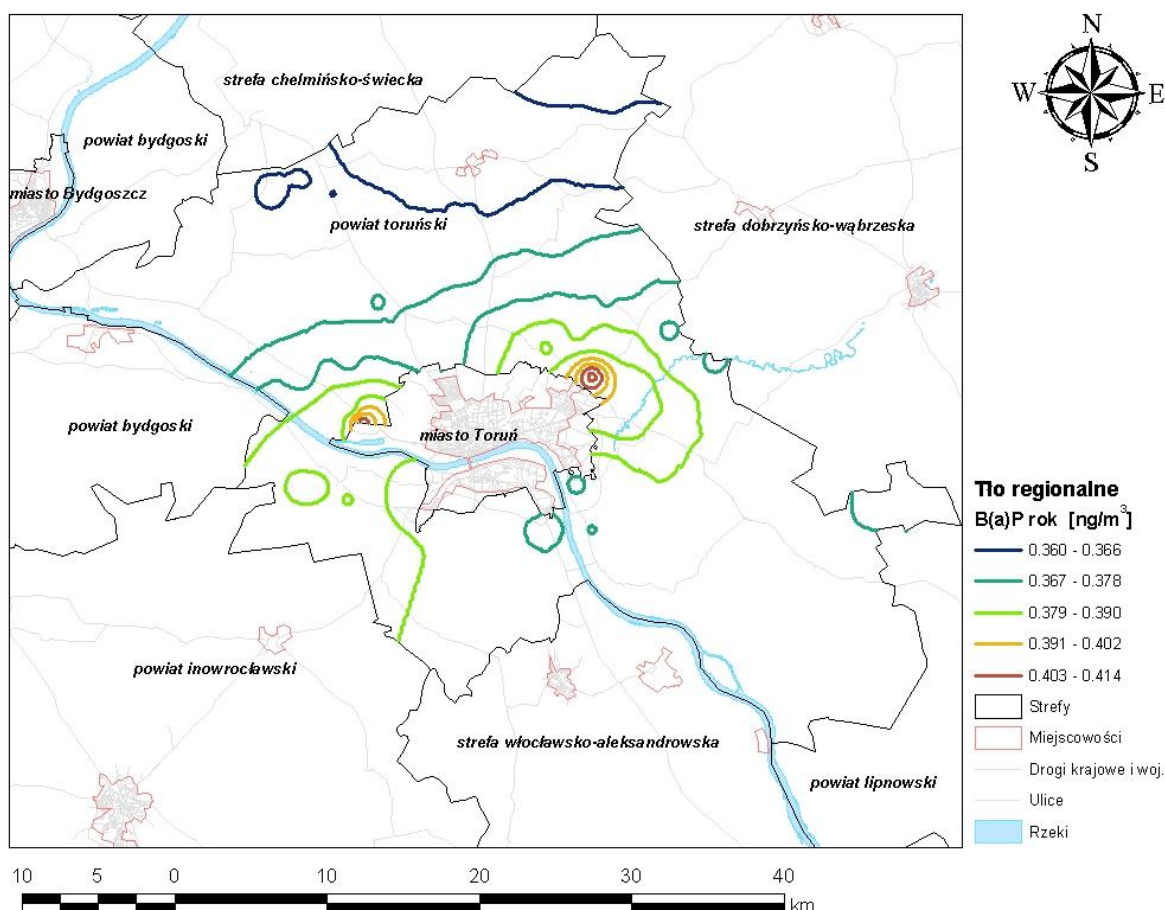 N
W
E
S
strefa chełmińsko-świecka
powiat bydgoski
miasto Bydgoszcz
powiat toruński
strefa dobrzyńsko-wąbrzeska
powiat bydgoski
miasto Toruń
powiat inowrocławski
strefa włocławsko-aleksandrowska
powiat lipnowski
Tło regionalne
B(a)P rok [ng/m³]
0.360 - 0.366
0.367 - 0.378
0.379 - 0.390
0.391 - 0.402
0.403 - 0.414
Strefy
Miejscowości
Drogi krajowe i woj.
Ulice
Rzeki
10 5 0 10 20 30 40
km